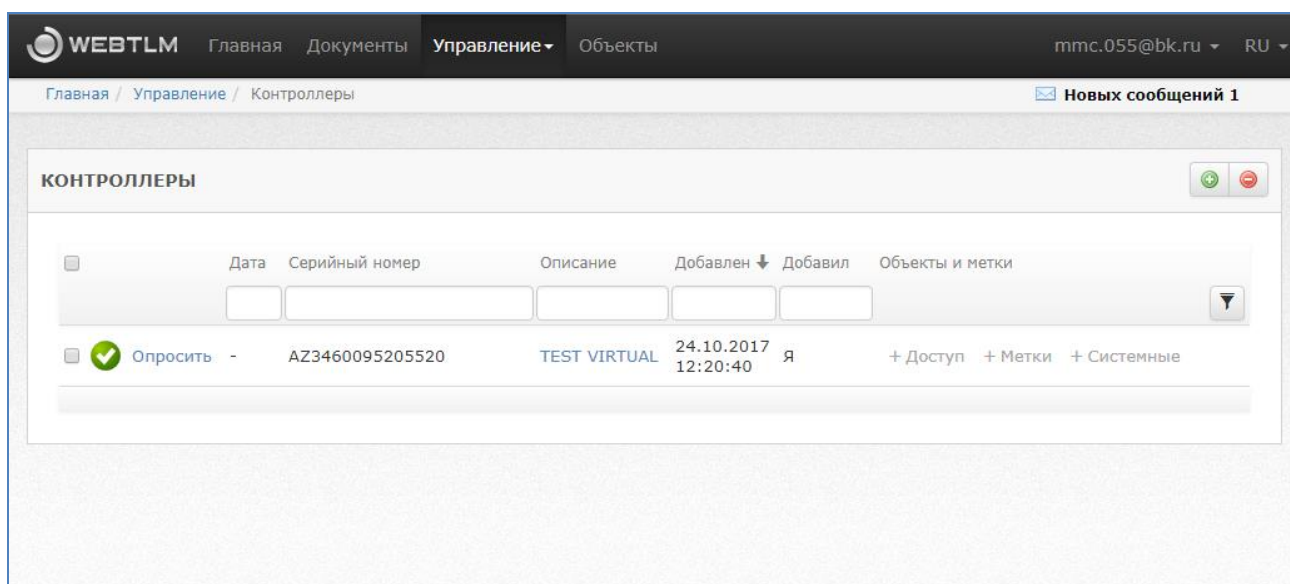 WEBTLM Главная Документы Управление Объекты mmc.055@bk.ru RU
Главная / Управление / Контроллеры Новых сообщений 1
КОНТРОЛЛЕРЫ
Дата Серийный номер Описание Добавлен Добавил Объекты и метки
Опросить - AZ3460095205520 TEST VIRTUAL 24.10.2017 12:20:40 Я + Доступ + Метки + Системные